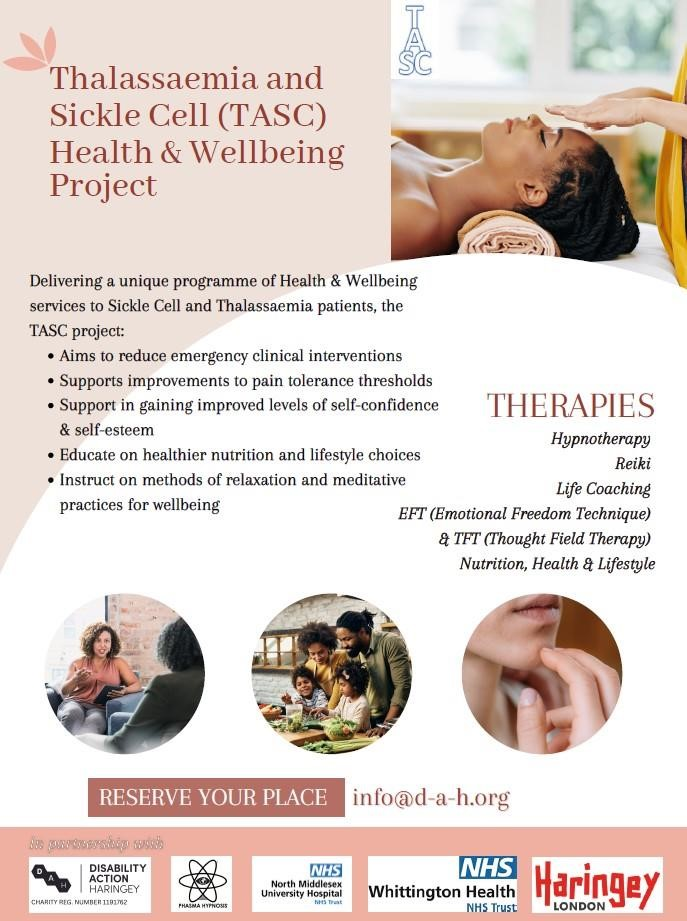 TASC
Thalassaemia and
Sickle Cell (TASC)
Health & Wellbeing
Project
Delivering a unique programme of Health & Wellbeing
services to Sickle Cell and Thalassaemia patients, the
TASC project:
• Aims to reduce emergency clinical interventions
• Supports improvements to pain tolerance thresholds
• Support in gaining improved levels of self-confidence
& self-esteem
• Educate on healthier nutrition and lifestyle choices
• Instruct on methods of relaxation and meditative
practices for wellbeing
THERAPIES
Hypnotherapy
Reiki
Life Coaching
EFT (Emotional Freedom Technique)
& TFT (Thought Field Therapy)
Nutrition, Health & Lifestyle
RESERVE YOUR PLACE info@d-a-h.org
In partnership with
D A H
DISABILITY
ACTION
HARINGEY
CHARITY REG. NUMBER 1191762
PHASMA HYPNOSIS
NHS
North Middlesex
University Hospital
NHS Trust
NHS
Whittington Health
NHS Trust
Haringey
LONDON